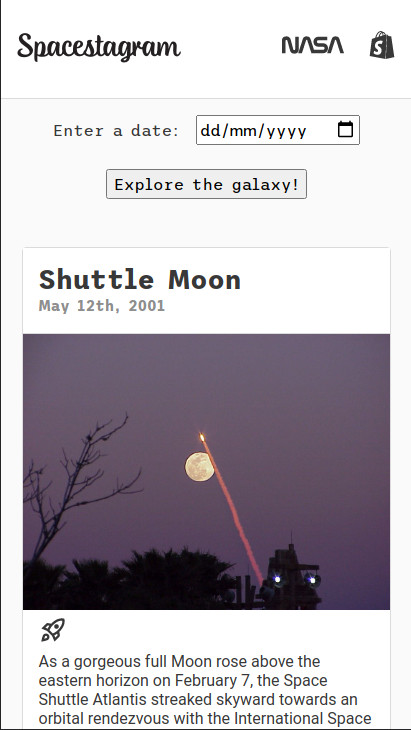 Spacestagram NASA
Enter a date: dd/mm/yyyy
Explore the galaxy!
Shuttle Moon
May 12th, 2001
As a gorgeous full Moon rose above the
eastern horizon on February 7, the Space
Shuttle Atlantis streaked skyward towards an
orbital rendezvous with the International Space